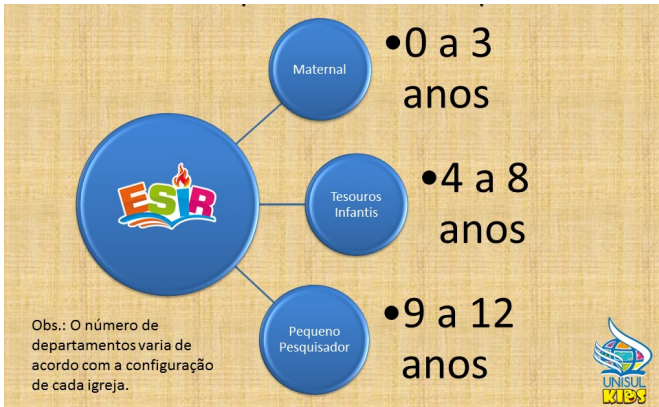 Maternal
•0 a 3
anos
ESIR
Tesouros
Infantis
•4 a 8
anos
Pequeno
Pesquisador
•9 a 12
anos
Obs.: O número de
departamentos varia de
acordo com a configuração
de cada igreja.
UNISUL
KIDS